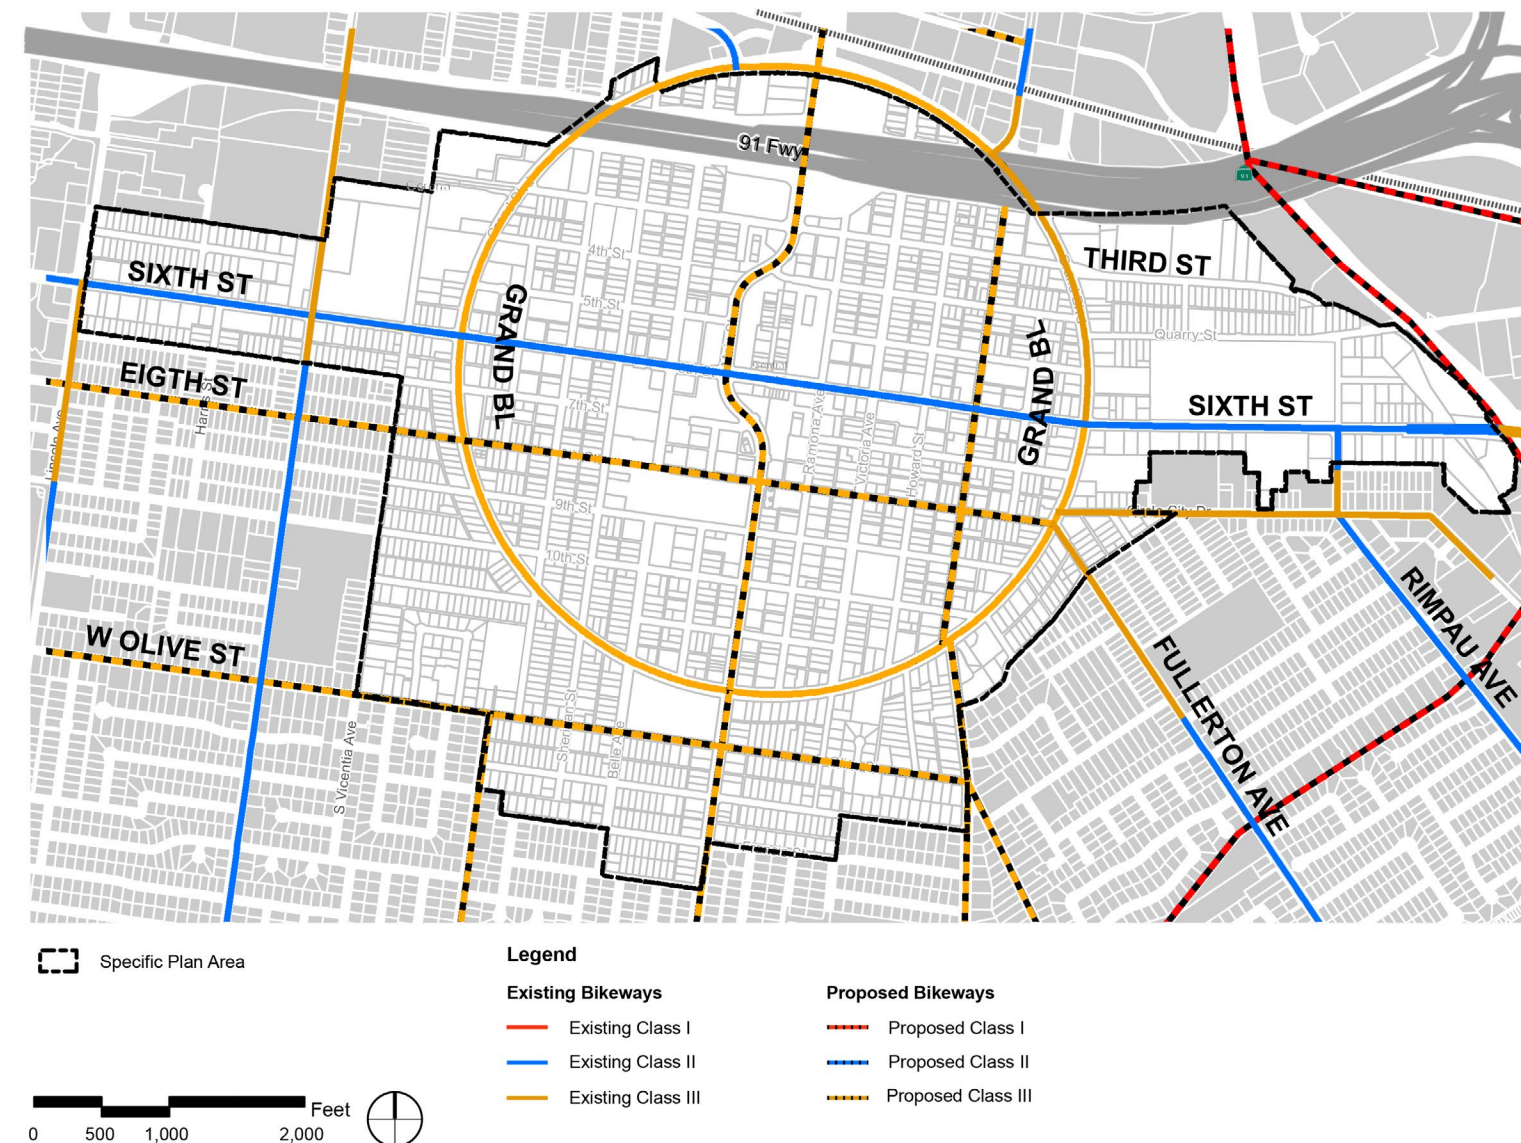 91 Fwy
91
4th St
THIRD ST
SIXTH ST
GRAND BL
5th St
GRAND BL
Quarry St
EIGTH ST
Harris St
7th St
SIXTH ST
Lincoln Ave
Ramona Ave
Victoria Ave
Howard St
9th St
Circle City Dr
10th St
RIMPAU AVE
W OLIVE ST
FULLERTON AVE
Sheridan St
Belle Ave
S Vicentia Ave
Specific Plan Area
Legend
Existing Bikeways
Proposed Bikeways
Existing Class I
Proposed Class I
Existing Class II
Proposed Class II
Existing Class III
Proposed Class III
Feet
0 500 1,000 2,000